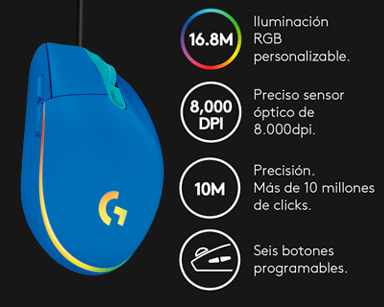 16.8M
Iluminación
RGB
personalizable.
8,000
DPI
Preciso sensor
óptico de
8.000dpi.
10M
Precisión.
Más de 10 millones
de clicks.
Seis botones
programables.